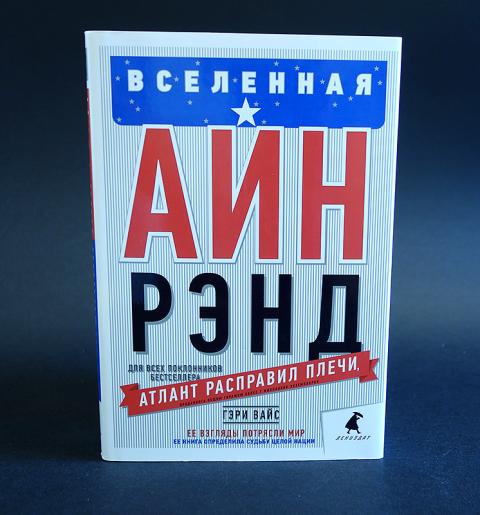 ВСЕЛЕННАЯ
АЙН
РЭНД
ДЛЯ ВСЕХ ПОКЛОННИКОВ
БЕСТСЕЛЛЕРА
АТЛАНТ РАСПРАВИЛ ПЛЕЧИ,
ГЭРИ ВАЙС
ЕЕ ВЗГЛЯДЫ ПОТРЯСЛИ МИР
ЕЕ КНИГА ОПРЕДЕЛИЛА СУДЬБУ ЦЕЛОЙ НАЦИИ
ЛЕНИЗДАТ